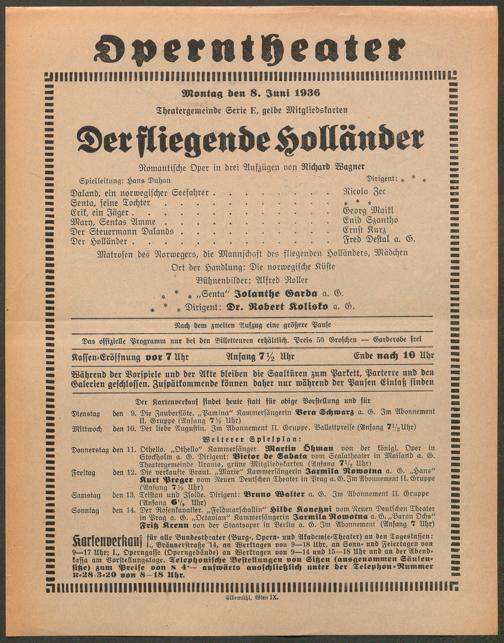 Operntheater
Montag den 8. Juni 1936
Theatergemeinde Serie E, gelbe Mitgliedskarten
Der fliegende Holländer
Romantische Oper in drei Aufzügen von Richard Wagner
Spielleitung: Hans Duhan Dirigent: * * *
Daland, ein norwegischer Seefahrer . . . . . . . . . . Nicola Zec
Senta, seine Tochter . . . . . . . . . . * * *
Erik, ein Jäger . . . . . . . . . . Georg Maikl
Mary, Sentas Amme . . . . . . . . . . Enid Szantho
Der Steuermann Dalands . . . . . . . . . . Ernst Kurz
Der Holländer . . . . . . . . . . Fred Destal a. G.
Matrosen des Norwegers, die Mannschaft des fliegenden Holländers, Mädchen
Ort der Handlung: Die norwegische Küste
Bühnenbilder: Alfred Roller
* * * „Senta" Jolanthe Garda a. G.
* * * Dirigent: Dr. Robert Kolisko a. G.
Nach dem zweiten Aufzug eine größere Pause
Das offizielle Programm nur bei den Billetteuren erhältlich. Preis 50 Groschen — Garderobe frei
Kassen-Eröffnung vor 7 Uhr Anfang 7½ Uhr Ende nach 10 Uhr
Während der Vorspiele und der Akte bleiben die Saaltüren zum Parkett, Parterre und den
Galerien geschlossen. Zuspätkommende können daher nur während der Pausen Einlaß finden
Der Kartenverkauf findet heute statt für obige Vorstellung und für
Dienstag den 9. Die Zauberflöte. „Pamina" Kammersängerin Vera Schwarz a. G. Im Abonnement
II. Gruppe (Anfang 7 Uhr)
Mittwoch den 10. Der liebe Augustin. Im Abonnement II. Gruppe. Ballettpreise (Anfang 7½ Uhr)
Weiterer Spielplan:
Donnerstag den 11. Othello. „Othello" Kammersänger Martin Öhman von der königl. Oper in
Stockholm a. G. Dirigent: Victor de Sabata vom Scalatheater in Mailand a. G.
Theatergemeinde Urania, grüne Mitgliedskarten (Anfang 7½ Uhr)
Freitag den 12. Die verkaufte Braut. „Marie" Kammersängerin Jarmila Novotna a. G. „Hans"
Kurt Preger vom Neuen Deutschen Theater in Prag a. G. Im Abonnement II. Gruppe
(Anfang 7½ Uhr)
Samstag den 13. Tristan und Isolde. Dirigent: Bruno Walter a. G. Im Abonnement II. Gruppe
(Anfang 6½ Uhr)
Sonntag den 14. Der Rosenkavalier. „Feldmarschallin" Hilde Konetzni vom Neuen Deutschen Theater
in Prag a. G. „Octavian" Kammersängerin Jarmila Novotna a. G. „Baron Ochs"
Fritz Krenn von der Staatsoper in Berlin a. G. Im Abonnement (Anfang 7 Uhr)
Kartenverkauf für alle Bundestheater (Burg-, Opern- und Akademie-Theater) an den Tageskassen:
I., Bräunerstraße 14, an Werktagen von 9—18 Uhr, an Sonn- und Feiertagen von
9—17 Uhr; I., Operngasse (Operngebäude) an Werktagen von 9—14 und 15—18 Uhr und an der Abend-
kassa am Vorstellungstage. Telephonische Bestellungen von Sitzen (ausgenommen Säulen-
sitze) zum Preise von S 4·— aufwärts ausschließlich unter der Telephon-Nummer
R-28-3-20 von 8—18 Uhr.
Elbemühl, Wien IX.